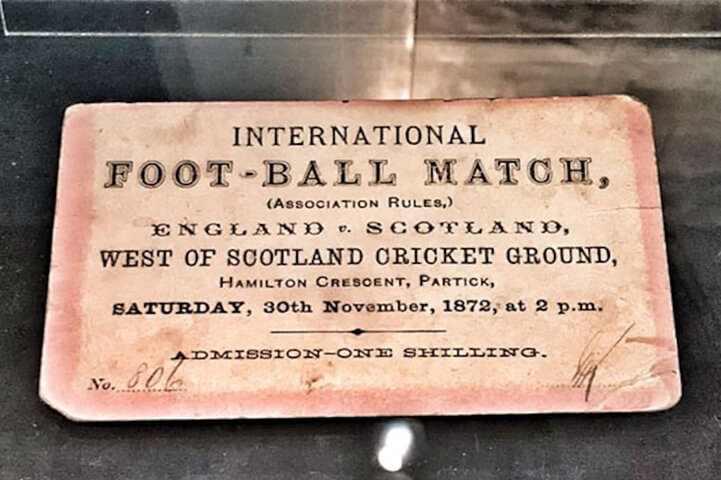 INTERNATIONAL
FOOT-BALL MATCH,
(ASSOCIATION RULES,)
ENGLAND v. SCOTLAND,
WEST OF SCOTLAND CRICKET GROUND,
HAMILTON CRESCENT, PARTICK,
SATURDAY, 30th November, 1872, at 2 p.m.
ADMISSION—ONE SHILLING.
No. 806